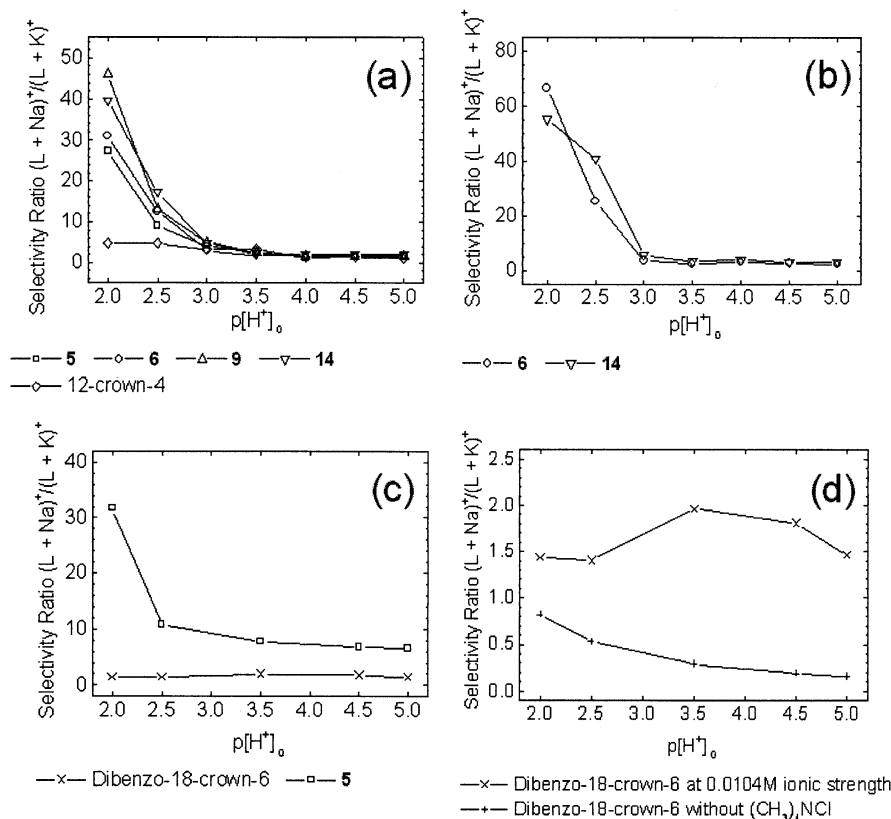 (a)
Selectivity Ratio (L + Na)⁺/(L + K)⁺
50
40
30
20
10
0
2.0 2.5 3.0 3.5 4.0 4.5 5.0
p[H⁺]₀
5 6 9 14
12-crown-4
(b)
Selectivity Ratio (L + Na)⁺/(L + K)⁺
80
60
40
20
0
2.0 2.5 3.0 3.5 4.0 4.5 5.0
p[H⁺]₀
6 14
(c)
Selectivity Ratio (L + Na)⁺/(L + K)⁺
40
30
20
10
0
2.0 2.5 3.0 3.5 4.0 4.5 5.0
p[H⁺]₀
Dibenzo-18-crown-6 5
(d)
Selectivity Ratio (L + Na)⁺/(L + K)⁺
2.5
2.0
1.5
1.0
0.5
0.0
2.0 2.5 3.0 3.5 4.0 4.5 5.0
p[H⁺]₀
Dibenzo-18-crown-6 at 0.0104M ionic strength
Dibenzo-18-crown-6 without (CH₃)₄NCl